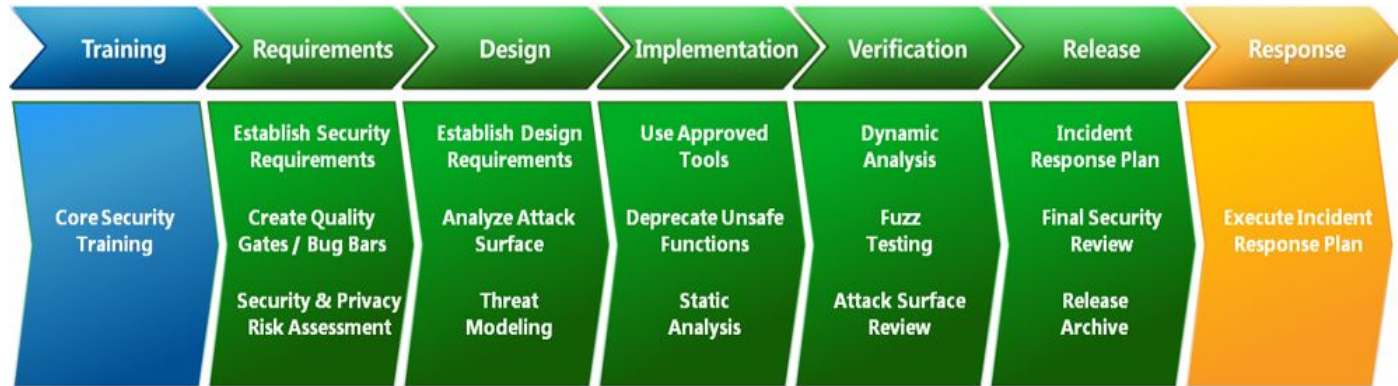 Training
Requirements
Design
Implementation
Verification
Release
Response
Core Security
Training
Establish Security
Requirements
Create Quality
Gates / Bug Bars
Security & Privacy
Risk Assessment
Establish Design
Requirements
Analyze Attack
Surface
Threat
Modeling
Use Approved
Tools
Deprecate Unsafe
Functions
Static
Analysis
Dynamic
Analysis
Fuzz
Testing
Attack Surface
Review
Incident
Response Plan
Final Security
Review
Release
Archive
Execute Incident
Response Plan